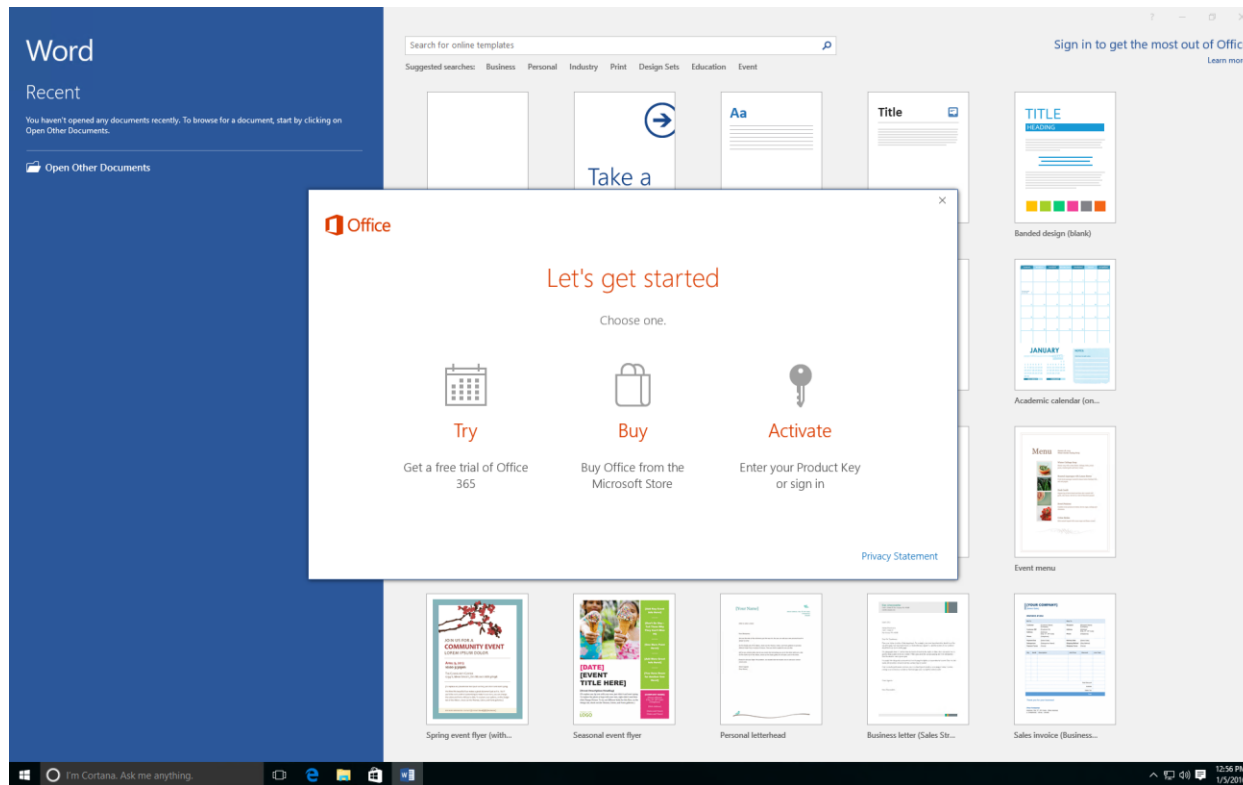 Word
Recent
You haven't opened any documents recently. To browse for a document, start by clicking on
Open Other Documents.
Open Other Documents
Search for online templates
Suggested searches: Business Personal Industry Print Design Sets Education Event
Sign in to get the most out of Offic
Learn mor
Take a
Aa
Title
TITLE
HEADING
Banded design (blank)
Office
Let's get started
Choose one.
Try
Get a free trial of Office
365
Buy
Buy Office from the
Microsoft Store
Activate
Enter your Product Key
or sign in
Privacy Statement
JANUARY
Academic calendar (on...
Menu
Event menu
JOIN US FOR A
COMMUNITY EVENT
Spring event flyer (with...
[DATE]
[EVENT
TITLE HERE]
Seasonal event flyer
Personal letterhead
Business letter (Sales Str...
Sales invoice (Business...
I'm Cortana. Ask me anything.
12:56 PM
1/5/201